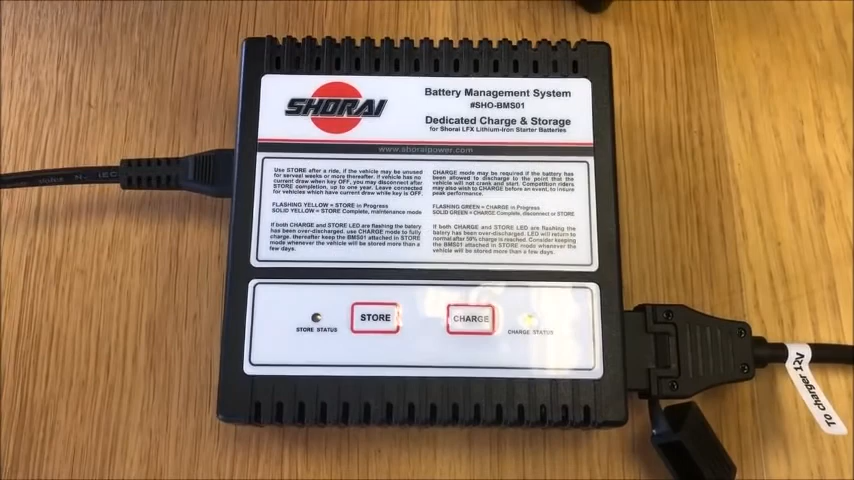 SHORAI
Battery Management System
#SHO-BMS01
Dedicated Charge & Storage
for Shorai LFX Lithium-Iron Starter Batteries
www.shoraipower.com
Use STORE after a ride, if the vehicle may be unused
for serveral weeks or more thereafter. If vehicle has no
current draw when key OFF, you may disconnect after
STORE completion, up to one year. Leave connected
for vehicles which have current draw while key is OFF.
FLASHING YELLOW = STORE in Progress
SOLID YELLOW = STORE Complete, maintenance mode
If both CHARGE and STORE LED are flashing the battery
has been over-discharged. use CHARGE mode to fully
charge. thereafter keep the BMS01 attached in STORE
mode whenever the vehicle will be stored more than a
few days.
CHARGE mode may be required if the battery has
been allowed to discharge to the point that the
vehicle will not crank and start. Competition riders
may also wish to CHARGE before an event, to insure
peak performance.
FLASHING GREEN = CHARGE in Progress
SOLID GREEN = CHARGE Complete, disconnect or STORE
If both CHARGE and STORE LED are flashing the
battery has been over-discharged. LED will return to
normal after 50% charge is reached. Consider keeping
the BMS01 attached in STORE mode whenever the
vehicle will be stored more than a few days.
STORE STATUS
STORE
CHARGE
CHARGE STATUS
To charger 12V